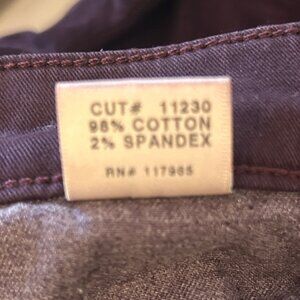 CUT# 11230
98% COTTON
2% SPANDEX
RN# 117985